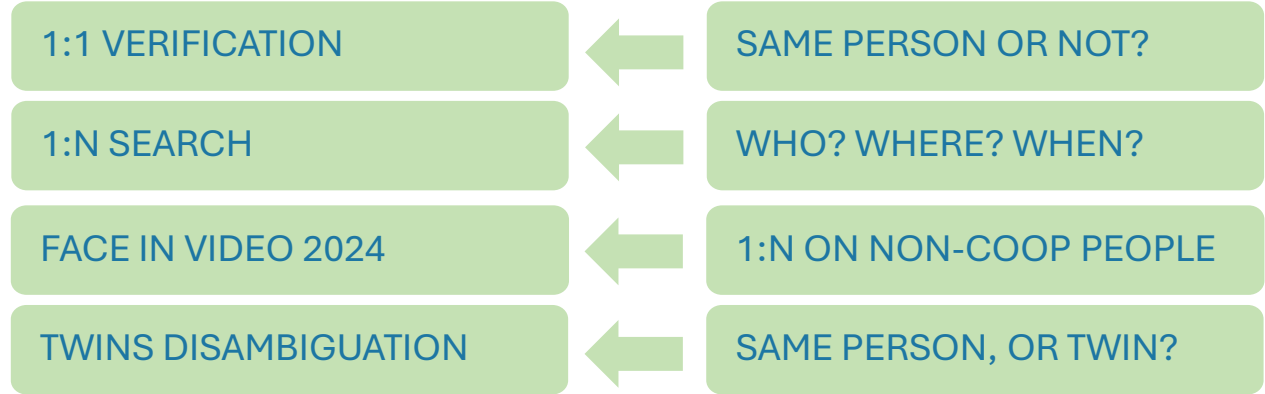 1:1 VERIFICATION
SAME PERSON OR NOT?
1:N SEARCH
WHO? WHERE? WHEN?
FACE IN VIDEO 2024
1:N ON NON-COOP PEOPLE
TWINS DISAMBIGUATION
SAME PERSON, OR TWIN?